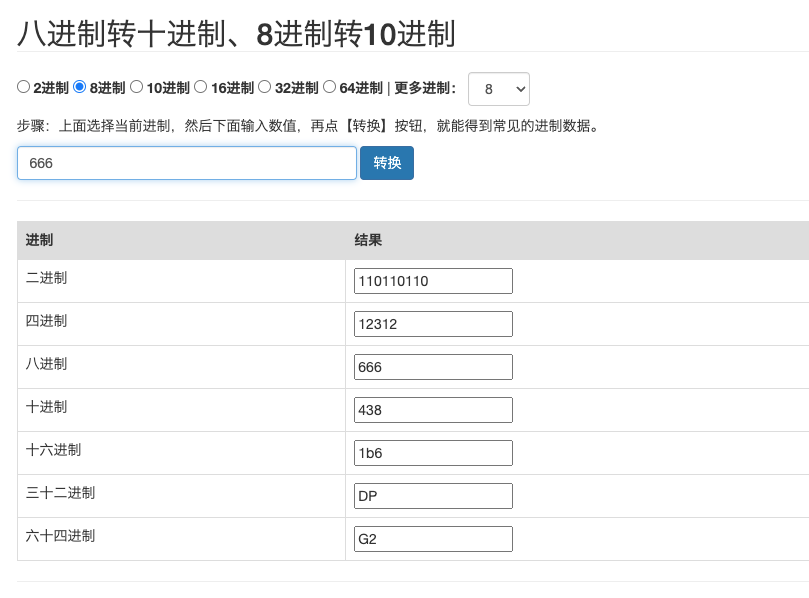 八进制转十进制、8进制转10进制
2进制 8进制 10进制 16进制 32进制 64进制 | 更多进制： 8
步骤：上面选择当前进制，然后下面输入数值，再点【转换】按钮，就能得到常见的进制数据。
666 转换
进制 结果
二进制 110110110
四进制 12312
八进制 666
十进制 438
十六进制 1b6
三十二进制 DP
六十四进制 G2